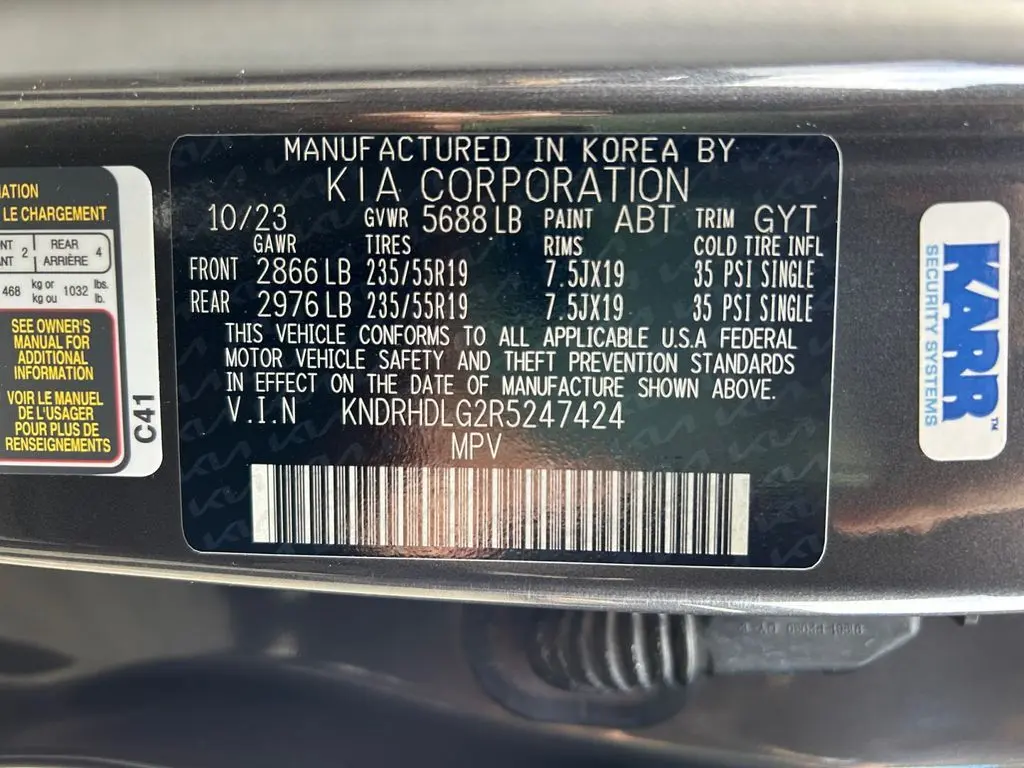 MANUFACTURED IN KOREA BY
KIA CORPORATION
10/23 GVWR 5688 LB PAINT ABT TRIM GYT
GAWR TIRES RIMS COLD TIRE INFL
FRONT 2866 LB 235/55R19 7.5JX19 35 PSI SINGLE
REAR 2976 LB 235/55R19 7.5JX19 35 PSI SINGLE
THIS VEHICLE CONFORMS TO ALL APPLICABLE U.S.A FEDERAL
MOTOR VEHICLE SAFETY AND THEFT PREVENTION STANDARDS
IN EFFECT ON THE DATE OF MANUFACTURE SHOWN ABOVE.
V.I.N KNDRHDLG2R5247424
MPV
LE CHARGEMENT
2 REAR 4
ARRIÈRE
468 kg or 1032 lbs.
kg ou lb.
SEE OWNER'S
MANUAL FOR
ADDITIONAL
INFORMATION
VOIR LE MANUEL
DE L'USAGER
POUR PLUS DE
RENSEIGNEMENTS
C41
KARR™
SECURITY SYSTEMS